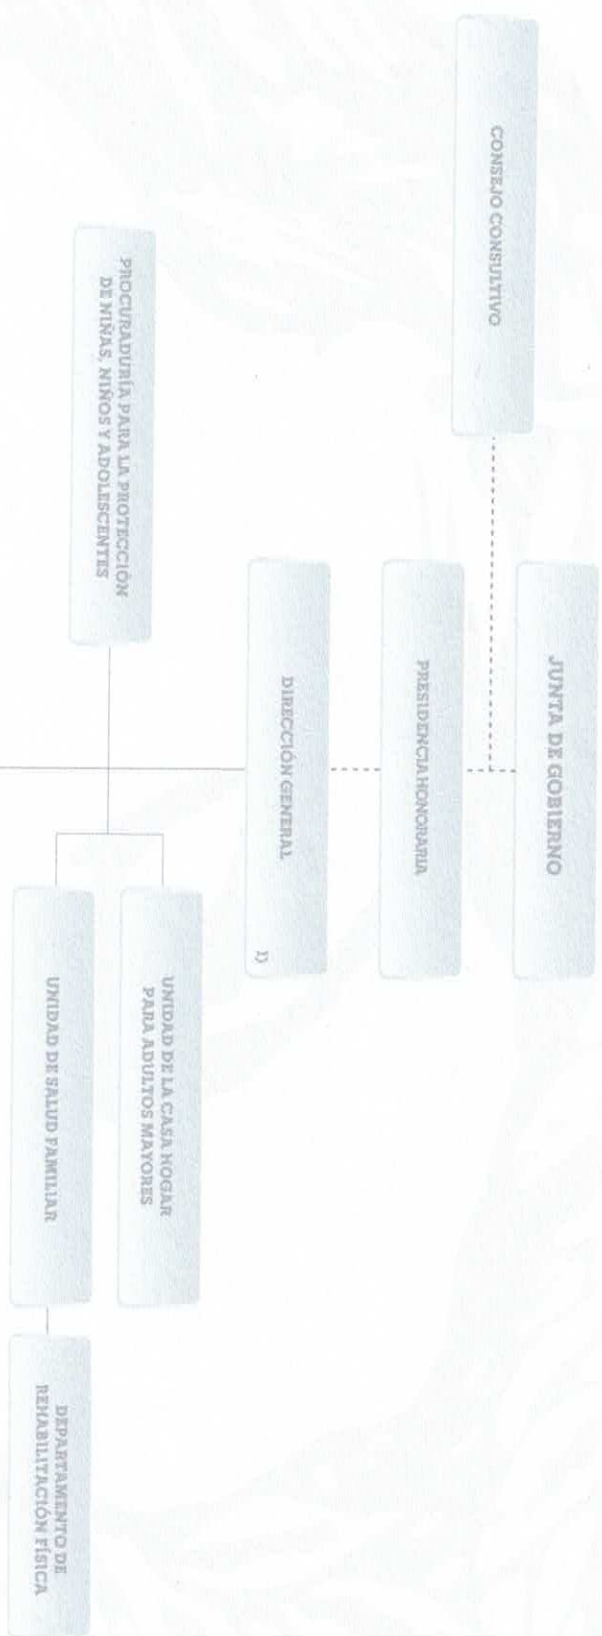 JUNTA DE GOBIERNO
CONSEJO CONSULTIVO
PRESIDENCIA HONORARIA
DIRECCIÓN GENERAL
1)
PROCURADURÍA PARA LA PROTECCIÓN
DE NIÑAS, NIÑOS Y ADOLESCENTES
UNIDAD DE LA CASA HOGAR
PARA ADULTOS MAYORES
UNIDAD DE SALUD FAMILIAR
DEPARTAMENTO DE
REHABILITACIÓN FÍSICA